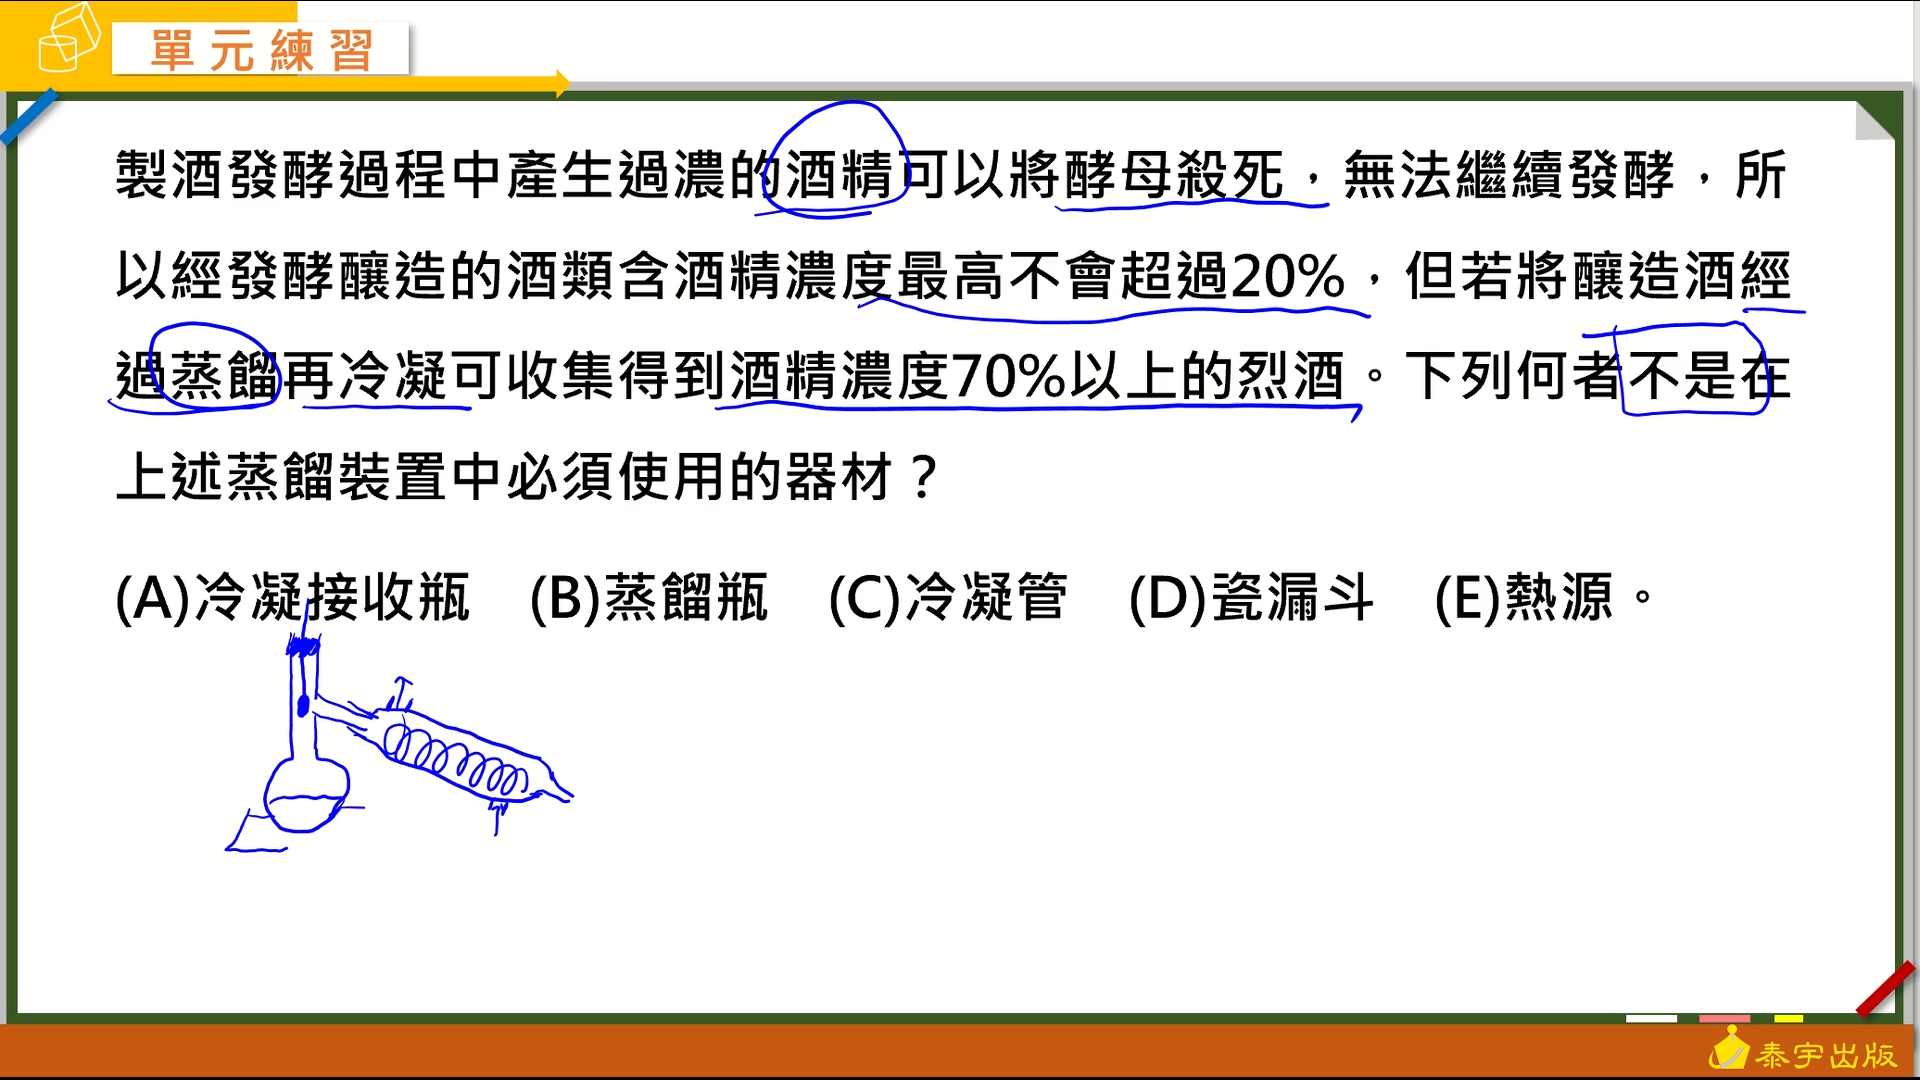 單元練習
製酒發酵過程中產生過濃的酒精可以將酵母殺死，無法繼續發酵，所
以經發酵釀造的酒類含酒精濃度最高不會超過20%，但若將釀造酒經
過蒸餾再冷凝可收集得到酒精濃度70%以上的烈酒。下列何者不是在
上述蒸餾裝置中必須使用的器材？
(A)冷凝接收瓶 (B)蒸餾瓶 (C)冷凝管 (D)瓷漏斗 (E)熱源。
泰宇出版